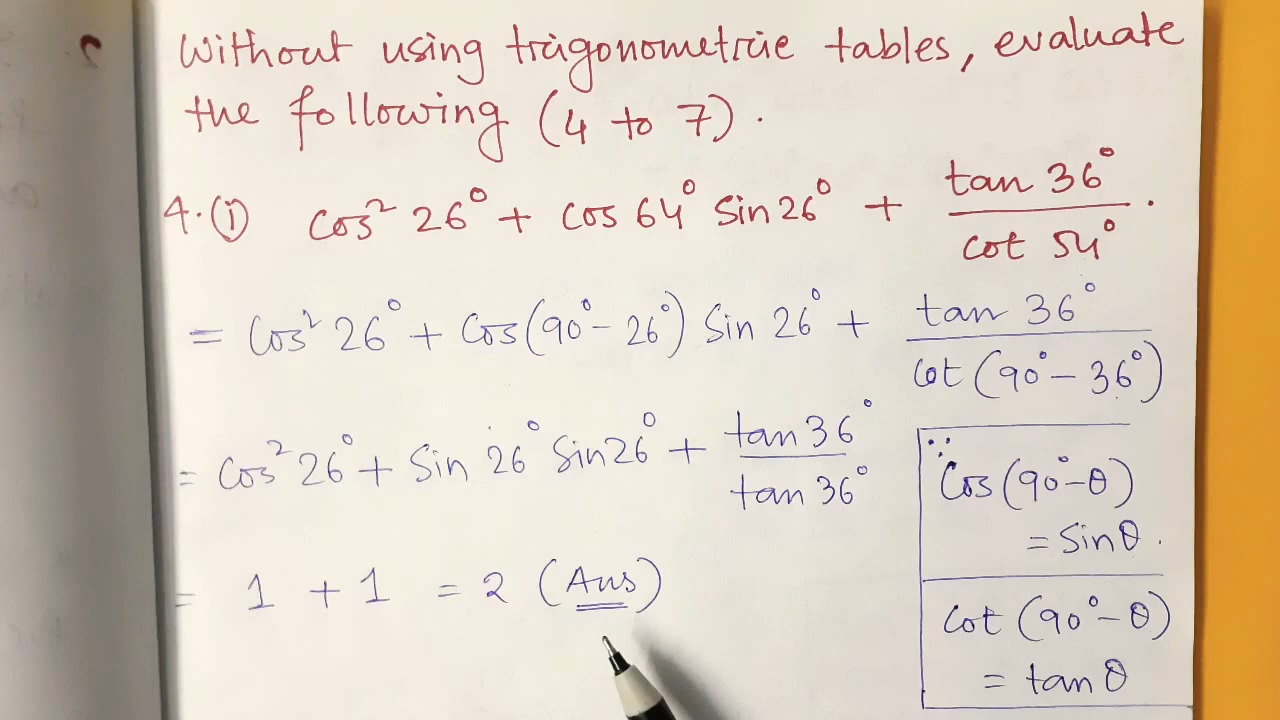 Without using trigonometric tables, evaluate
the following (4 to 7).
4.(i) cos² 26° + cos 64° sin 26° + tan 36° / cot 54° .
= cos² 26° + cos(90° - 26°) sin 26° + tan 36° / cot (90° - 36°)
= cos² 26° + sin 26° sin 26° + tan 36° / tan 36°
= 1 + 1 = 2 (Ans)
∵
cos (90° - θ)
= sin θ.
cot (90° - θ)
= tan θ